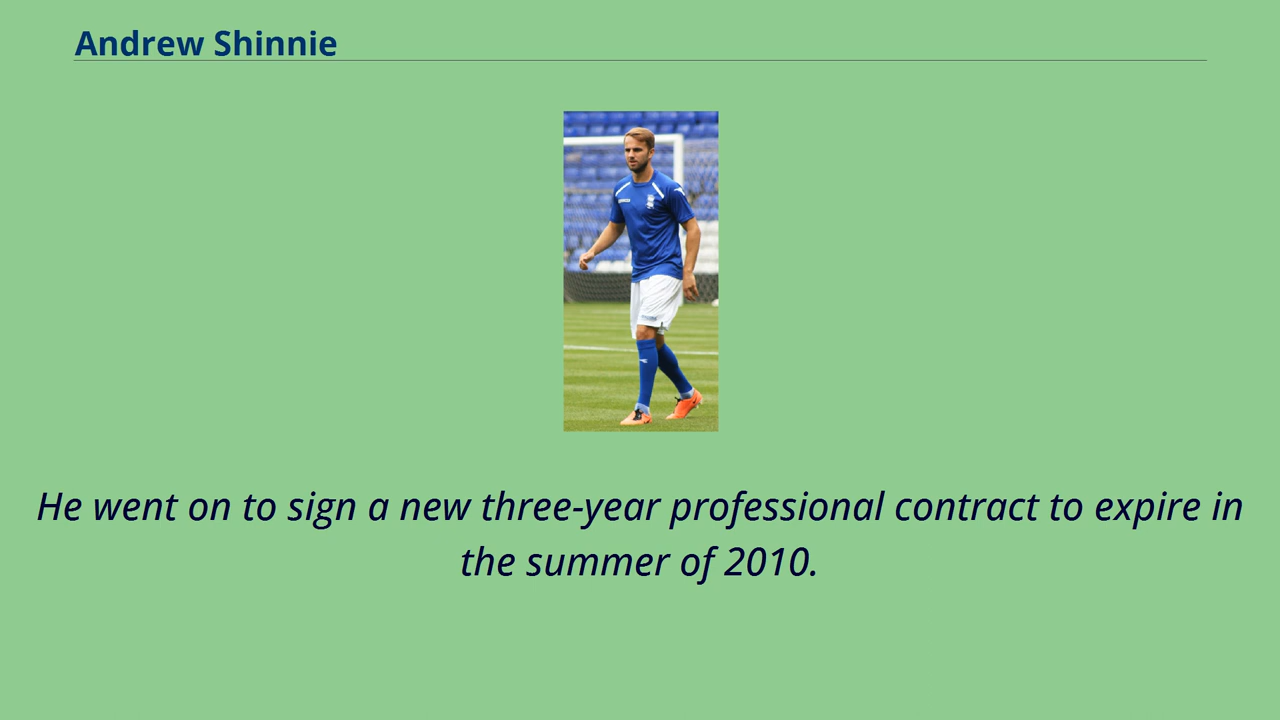 Andrew Shinnie
He went on to sign a new three-year professional contract to expire in
the summer of 2010.